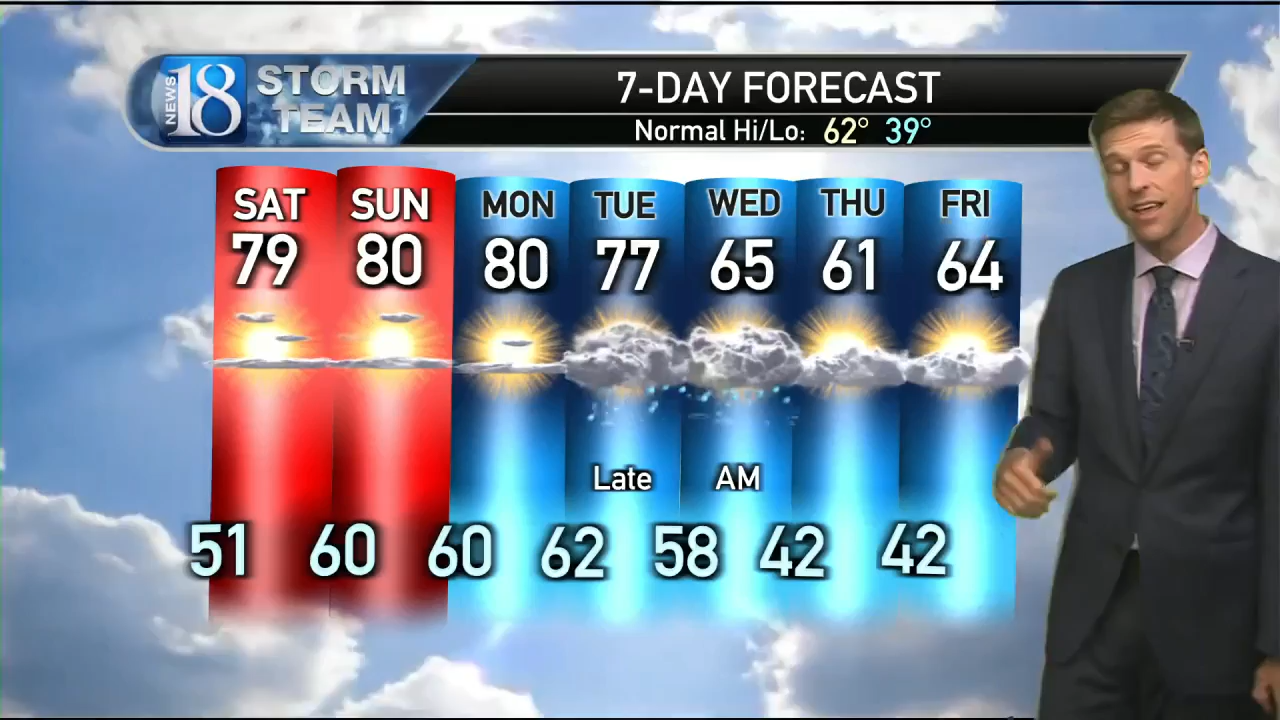 NEWS 18
STORM
TEAM
7-DAY FORECAST
Normal Hi/Lo: 62° 39°
SAT SUN MON TUE WED THU FRI
79 80 80 77 65 61 64
Late AM
51 60 60 62 58 42 42